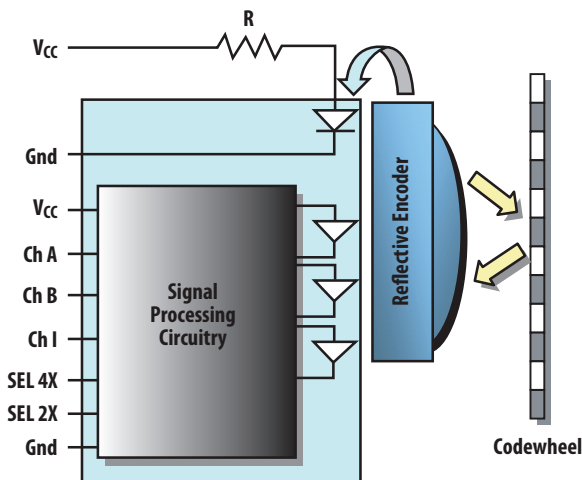 R
VCC
Gnd
VCC
Ch A
Ch B
Ch I
SEL 4X
SEL 2X
Gnd
Signal
Processing
Circuitry
Reflective Encoder
Codewheel